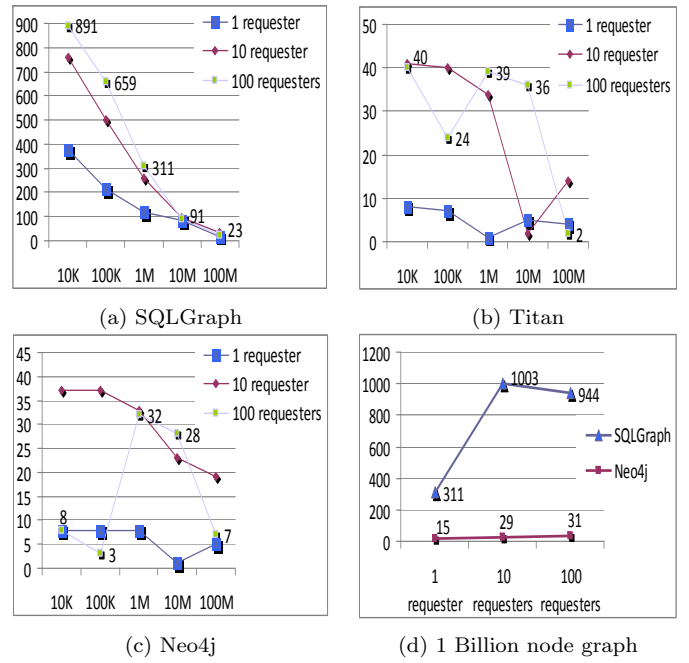 900
800
700
600
500
400
300
200
100
0
891
659
311
91
23
1 requester
10 requester
100 requesters
10K 100K 1M 10M 100M
(a) SQLGraph
50
40
30
20
10
0
40
24
39
36
2
1 requester
10 requester
100 requesters
10K 100K 1M 10M 100M
(b) Titan
45
40
35
30
25
20
15
10
5
0
8
3
32
28
7
1 requester
10 requester
100 requesters
10K 100K 1M 10M 100M
(c) Neo4j
1200
1000
800
600
400
200
0
311
1003
944
15
29
31
SQLGraph
Neo4j
1 10 100
requester requesters requesters
(d) 1 Billion node graph